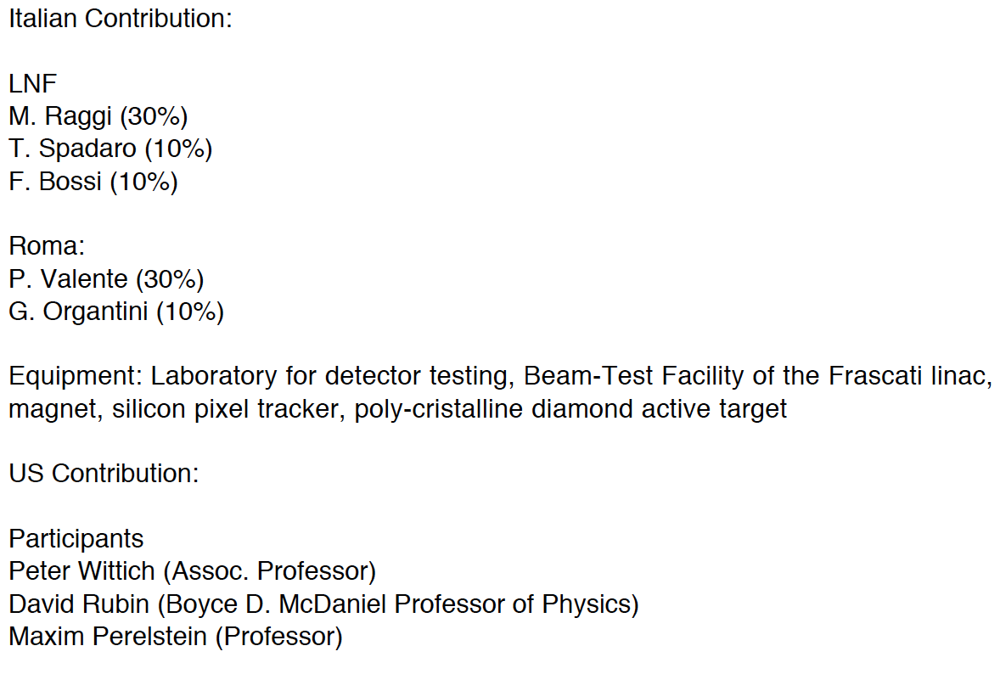 Italian Contribution:
LNF
M. Raggi (30%)
T. Spadaro (10%)
F. Bossi (10%)
Roma:
P. Valente (30%)
G. Organtini (10%)
Equipment: Laboratory for detector testing, Beam-Test Facility of the Frascati linac,
magnet, silicon pixel tracker, poly-cristalline diamond active target
US Contribution:
Participants
Peter Wittich (Assoc. Professor)
David Rubin (Boyce D. McDaniel Professor of Physics)
Maxim Perelstein (Professor)